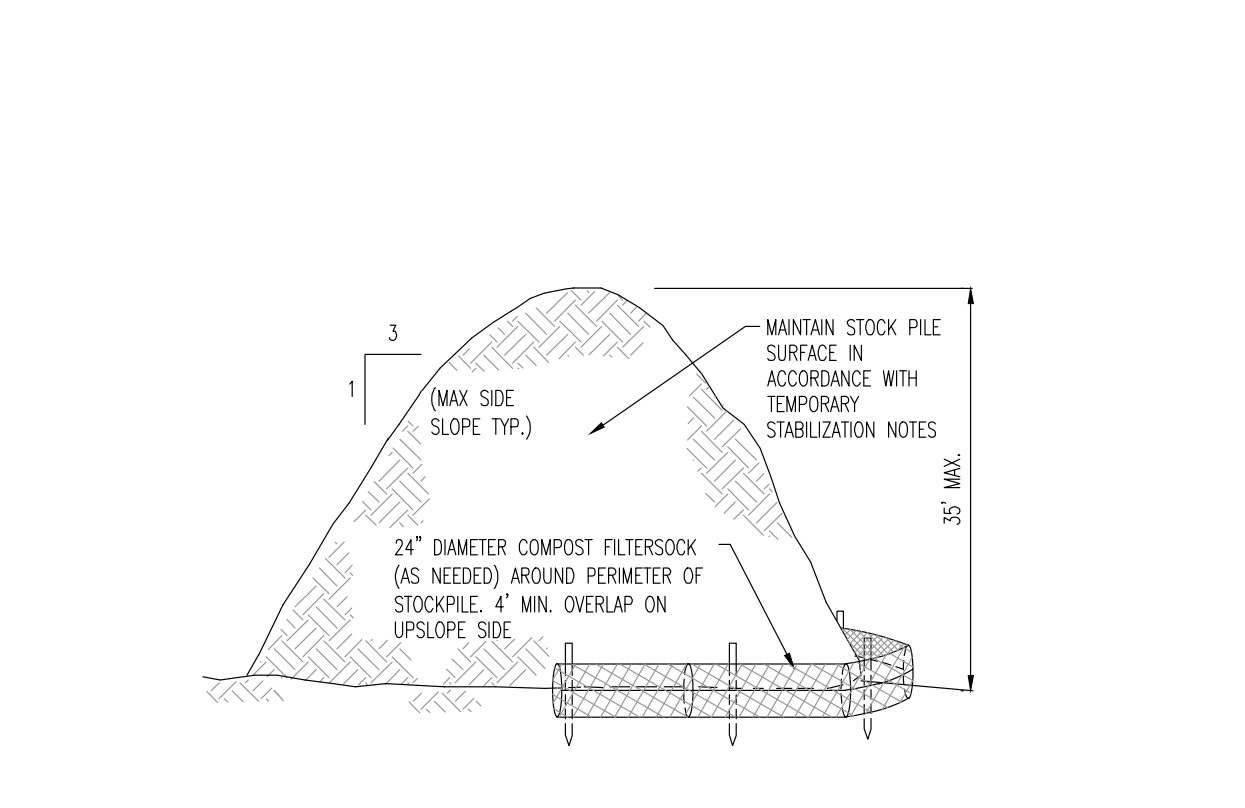 3
1
(MAX SIDE
SLOPE TYP.)
MAINTAIN STOCK PILE
SURFACE IN
ACCORDANCE WITH
TEMPORARY
STABILIZATION NOTES
35' MAX.
24" DIAMETER COMPOST FILTERSOCK
(AS NEEDED) AROUND PERIMETER OF
STOCKPILE. 4' MIN. OVERLAP ON
UPSLOPE SIDE